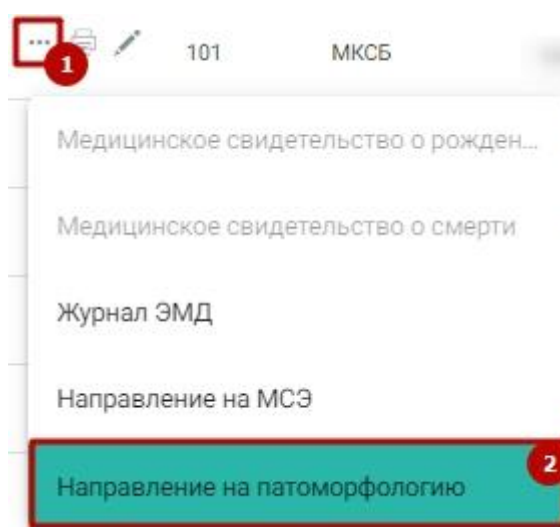 ... 1 101 МКСБ
Медицинское свидетельство о рожден...
Медицинское свидетельство о смерти
Журнал ЭМД
Направление на МСЭ
2
Направление на патоморфологию